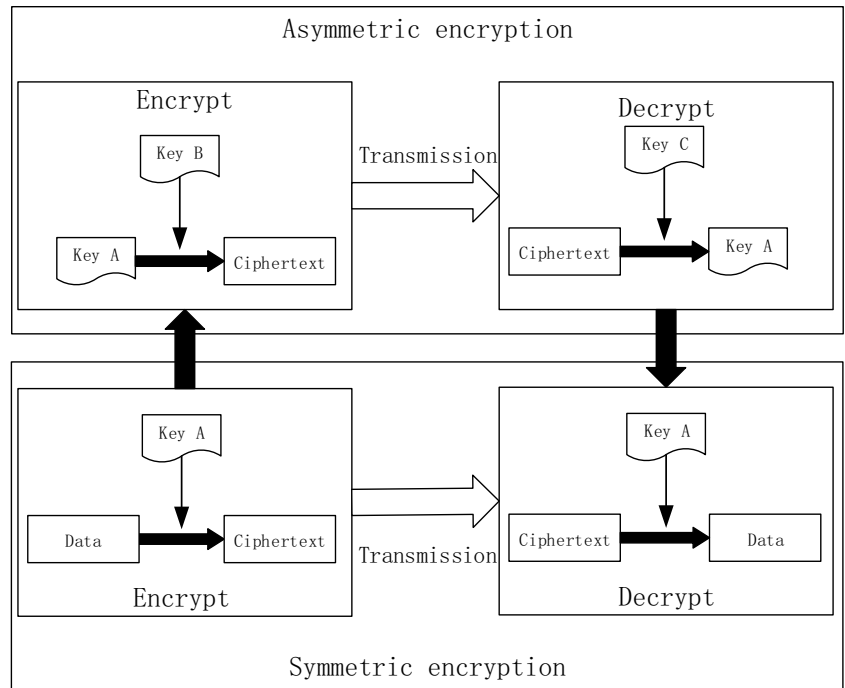 Asymmetric encryption
Encrypt
Key B
Key A
Ciphertext
Transmission
Decrypt
Key C
Ciphertext
Key A
Key A
Data
Ciphertext
Encrypt
Transmission
Key A
Ciphertext
Data
Decrypt
Symmetric encryption